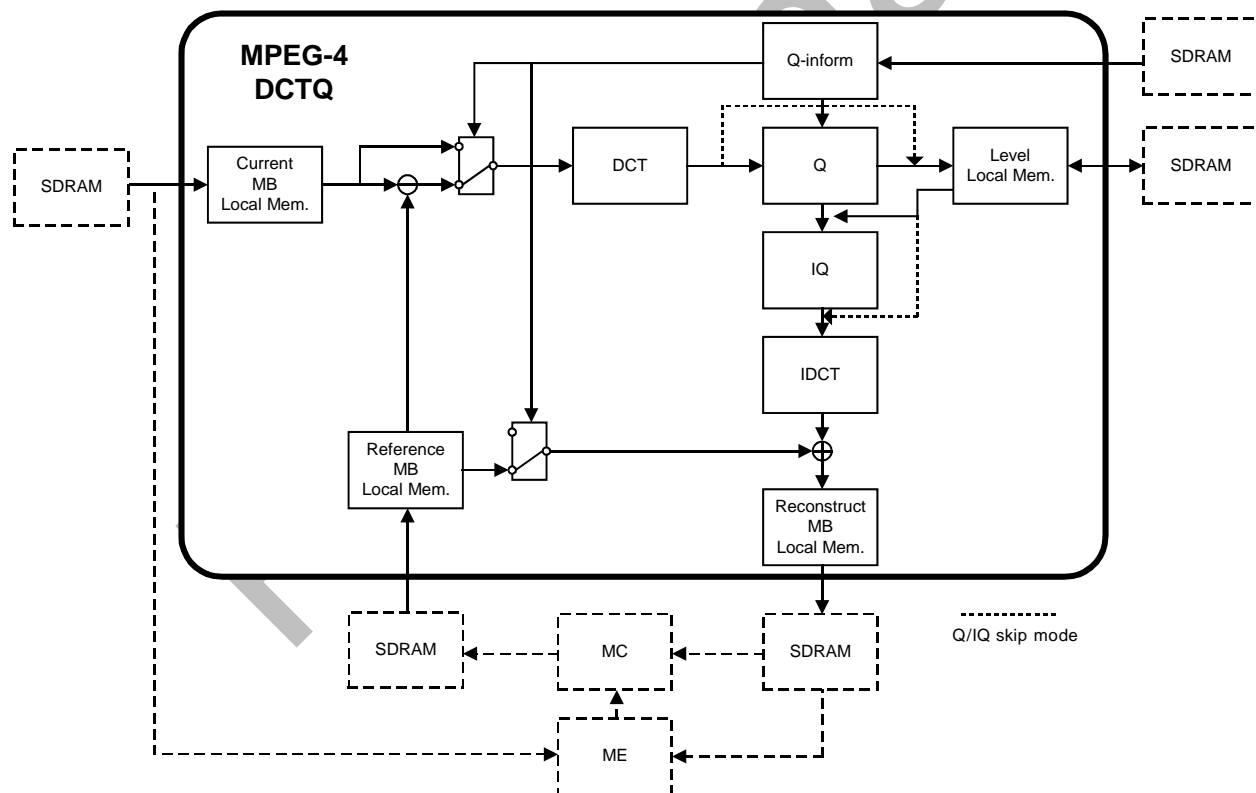 MPEG-4
DCTQ
Q-inform
SDRAM
SDRAM
Current
MB
Local Mem.
DCT
Q
Level
Local Mem.
SDRAM
IQ
IDCT
Reference
MB
Local Mem.
Reconstruct
MB
Local Mem.
SDRAM
MC
SDRAM
Q/IQ skip mode
ME